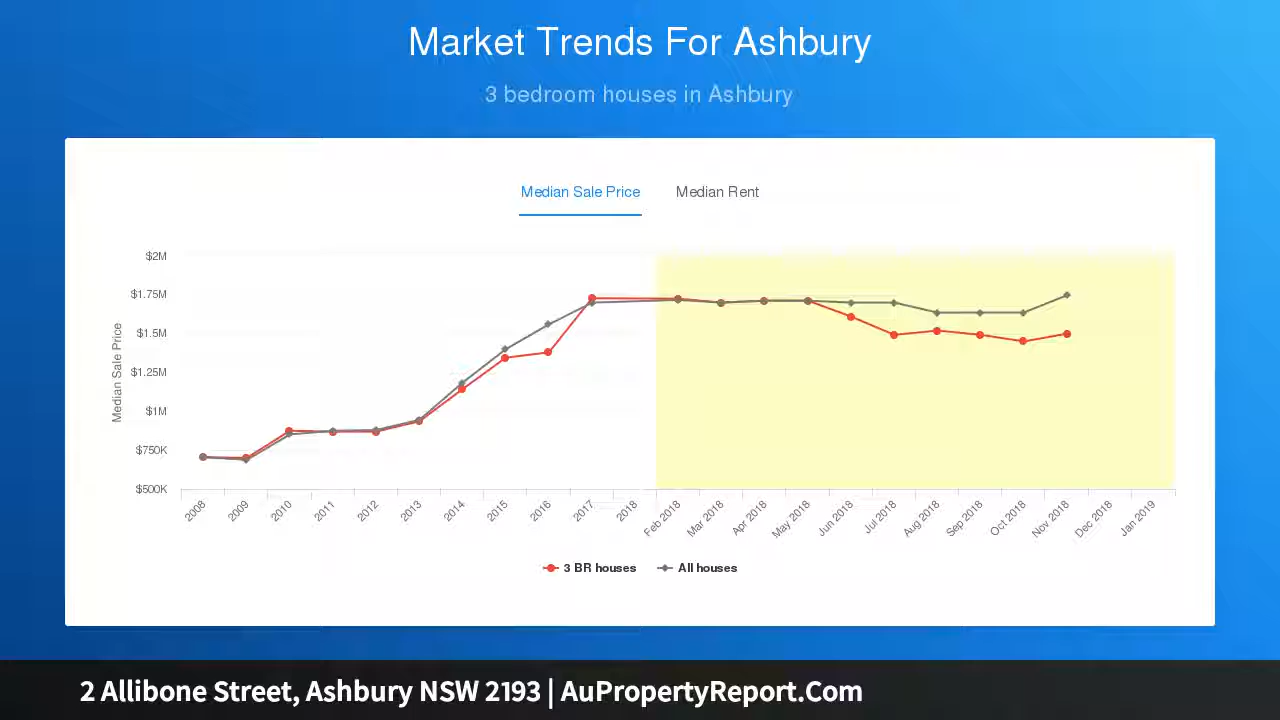 Market Trends For Ashbury
3 bedroom houses in Ashbury
Median Sale Price Median Rent
Median Sale Price
$2M
$1.75M
$1.5M
$1.25M
$1M
$750K
$500K
2008 2009 2010 2011 2012 2013 2014 2015 2016 2017 2018 Feb 2018 Mar 2018 Apr 2018 May 2018 Jun 2018 Jul 2018 Aug 2018 Sep 2018 Oct 2018 Nov 2018 Dec 2018 Jan 2019
3 BR houses All houses
2 Allibone Street, Ashbury NSW 2193 | AuPropertyReport.Com